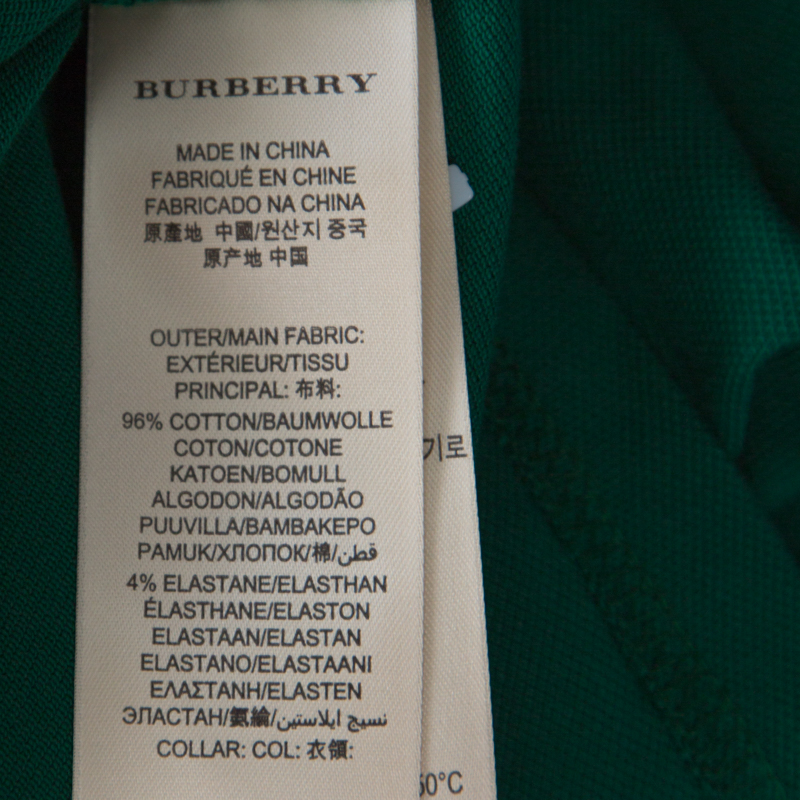 BURBERRY
MADE IN CHINA
FABRIQUÉ EN CHINE
FABRICADO NA CHINA
原產地 中國/원산지 중국
原产地 中国
OUTER/MAIN FABRIC:
EXTÉRIEUR/TISSU
PRINCIPAL: 布料:
96% COTTON/BAUMWOLLE
COTON/COTONE
KATOEN/BOMULL
ALGODON/ALGODÃO
PUUVILLA/BAMBAKEPO
PAMUK/ХЛОПОК/棉/قطن
4% ELASTANE/ELASTHAN
ÉLASTHANE/ELASTON
ELASTAAN/ELASTAN
ELASTANO/ELASTAANI
ΕΛΑΣΤΑΝΗ/ELASTEN
ЭЛАСТАН/氨綸/نسيج ايلاستين
COLLAR: COL: 衣領:
기로
50°C